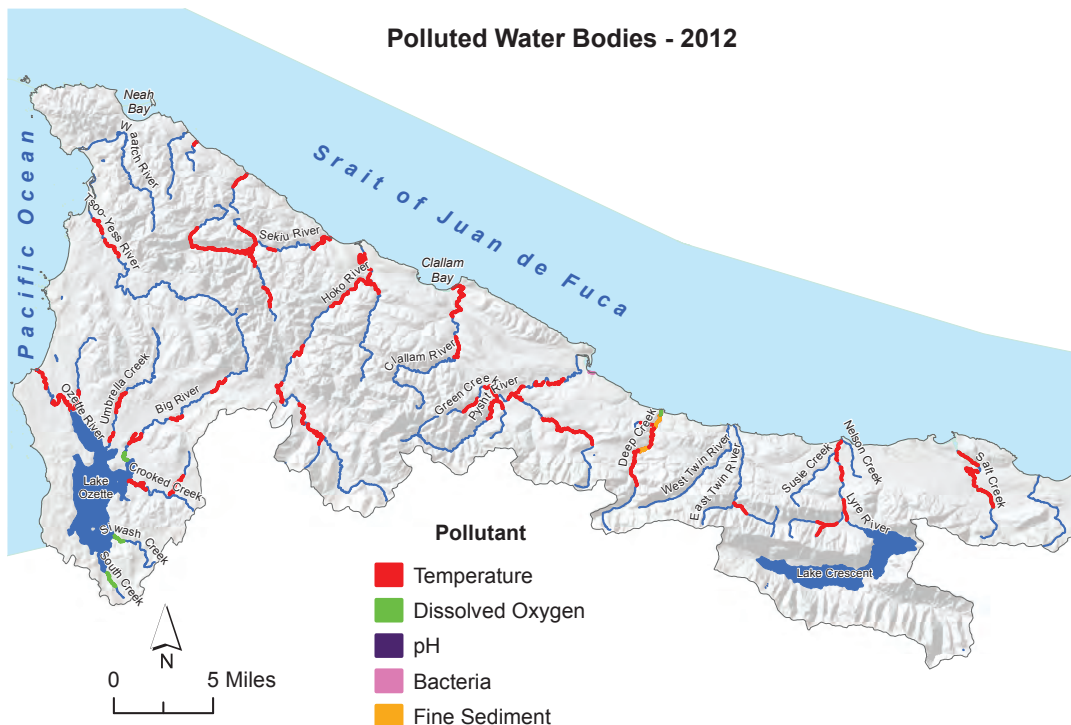 Polluted Water Bodies - 2012
Neah
Bay
Waatch River
Pacific Ocean
Srait of Juan de Fuca
Tsoo-Yess River
Sekiu River
Clallam
Bay
Hoko River
Clallam River
Green Creek
Pysht River
Umbrella Creek
Ozette River
Big River
Deep Creek
West Twin River
East Twin River
Susie Creek
Nelson Creek
Lyre River
Salt Creek
Lake
Ozette
Crooked Creek
Siwash Creek
South Creek
Lake Crescent
Pollutant
Temperature
Dissolved Oxygen
pH
Bacteria
Fine Sediment
N
0 5 Miles